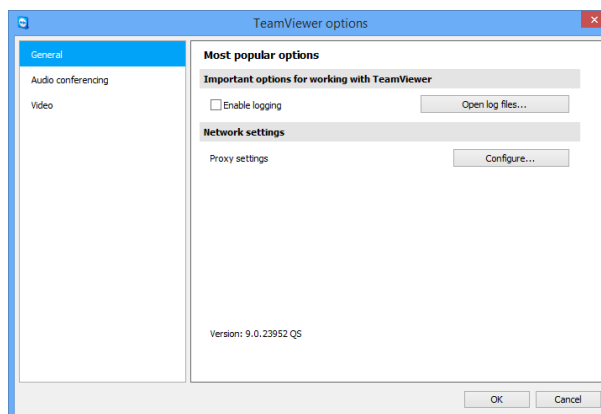 TeamViewer options
General
Audio conferencing
Video
Most popular options
Important options for working with TeamViewer
Enable logging
Open log files...
Network settings
Proxy settings
Configure...
Version: 9.0.23952 QS
OK
Cancel